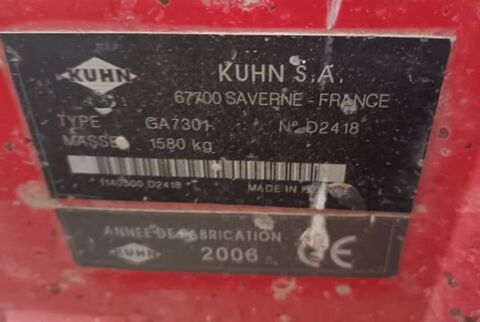 KUHN
KUHN S.A.
67700 SAVERNE - FRANCE
TYPE GA7301 N° D2418
MASSE 1580 kg
D2418 MADE IN
ANNEE DE FABRICATION
KUHN 2006 CE